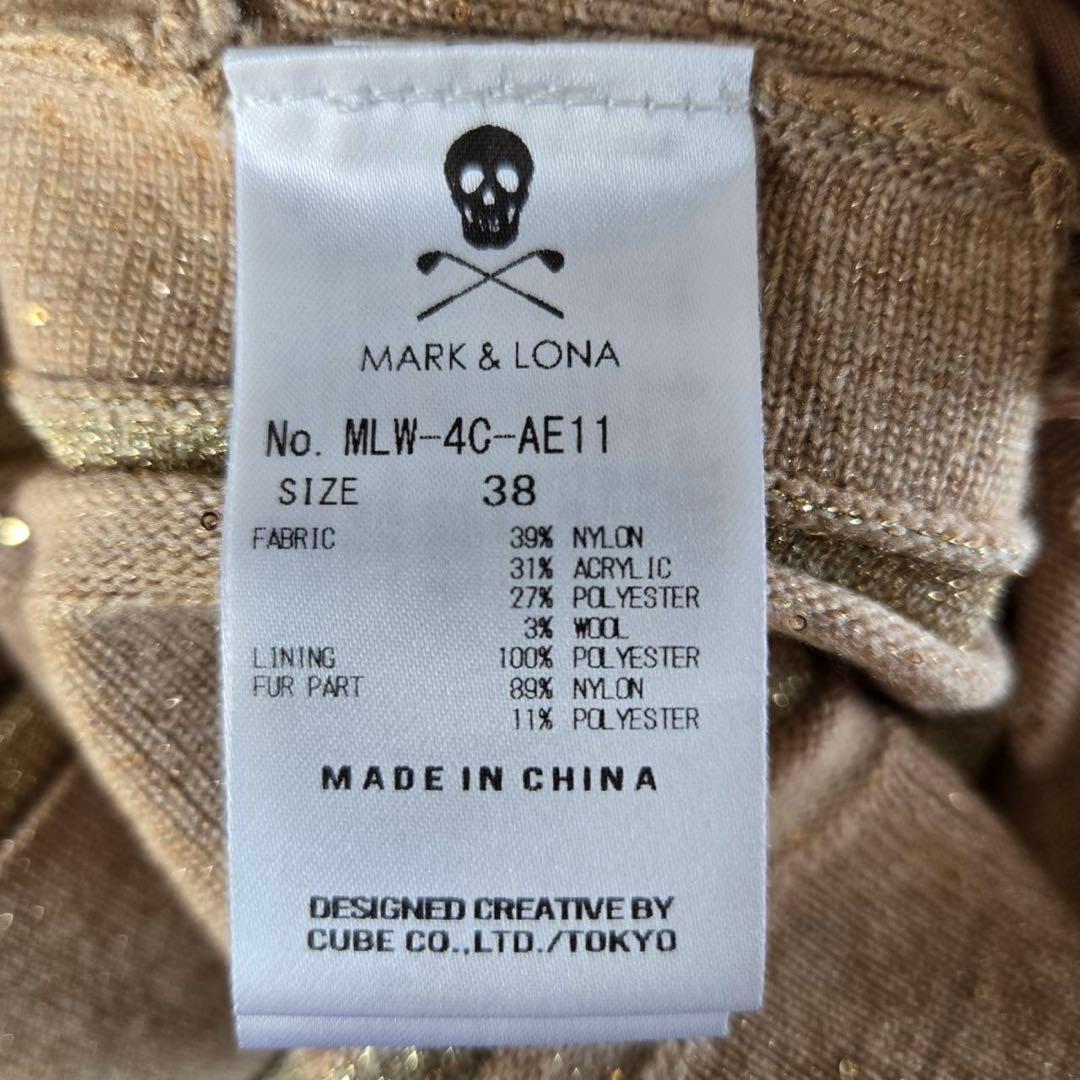 MARK & LONA
No. MLW-4C-AE11
SIZE 38
FABRIC 39% NYLON
31% ACRYLIC
27% POLYESTER
3% WOOL
LINING 100% POLYESTER
FUR PART 89% NYLON
11% POLYESTER
MADE IN CHINA
DESIGNED CREATIVE BY
CUBE CO.,LTD./TOKYO